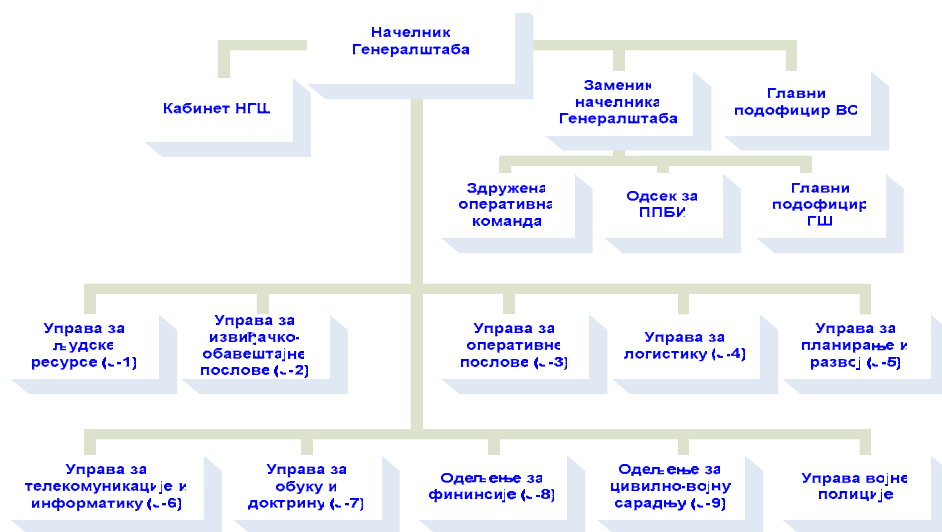 Начелник
Генералштаба
Кабинет НГШ
Заменик
начелника
Генералштаба
Главни
подофицир ВС
Здружена
оперативна
команда
Одсек за
ППБИ
Главни
подофицир
ГШ
Управа за
људске
ресурсе (Ј-1)
Управа за
извиђачко-
обавештајне
послове (Ј-2)
Управа за
оперативне
послове (Ј-3)
Управа за
логистику (Ј-4)
Управа за
планирање и
развој (Ј-5)
Управа за
телекомуникације и
информатику (Ј-6)
Управа за
обуку и
доктрину (Ј-7)
Одељење за
фининсије (Ј-8)
Одељење за
цивилно-војну
сарадњу (Ј-9)
Управа војне
полиције